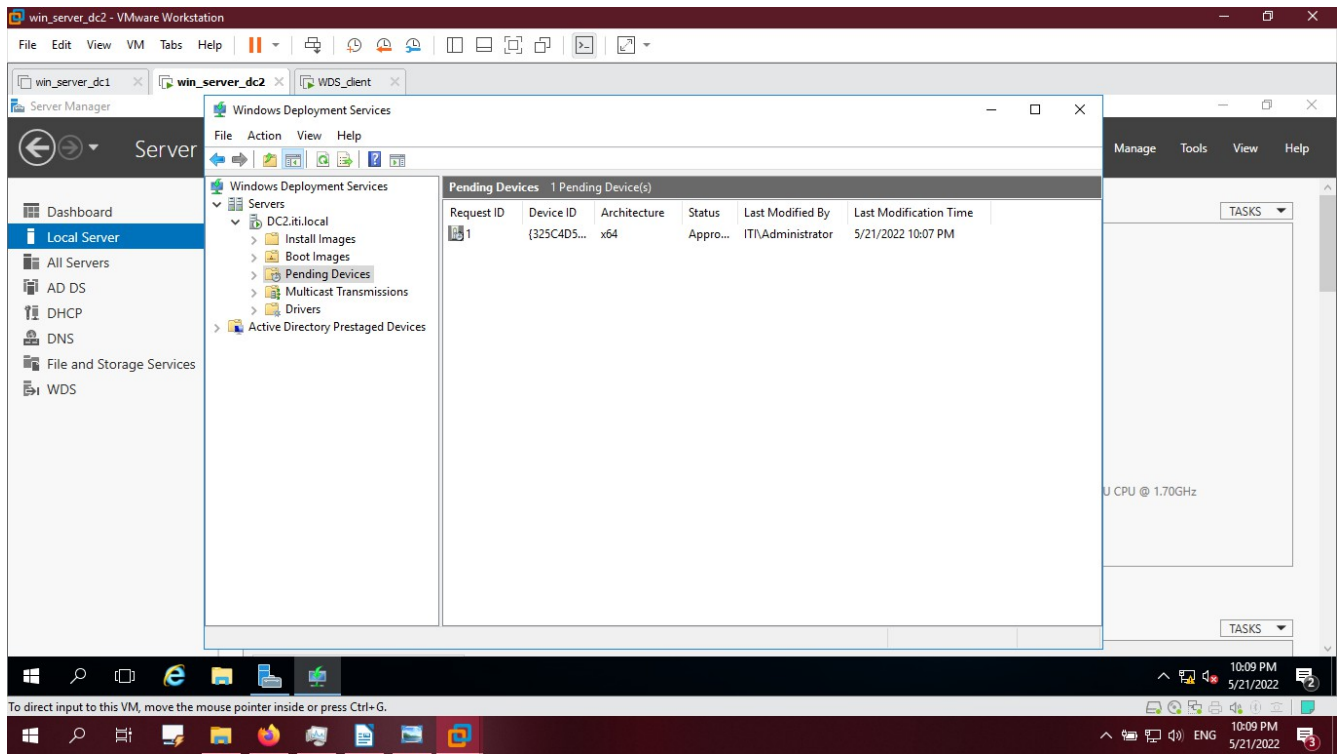 win_server_dc2 - VMware Workstation
File Edit View VM Tabs Help
win_server_dc1 win_server_dc2 WDS_client
Server Manager
Server
Manage Tools View Help
Dashboard
Local Server
All Servers
AD DS
DHCP
DNS
File and Storage Services
WDS
Windows Deployment Services
File Action View Help
Windows Deployment Services
Servers
DC2.iti.local
Install Images
Boot Images
Pending Devices
Multicast Transmissions
Drivers
Active Directory Prestaged Devices
Pending Devices 1 Pending Device(s)
Request ID Device ID Architecture Status Last Modified By Last Modification Time
1 {325C4D5... x64 Appro... ITI\Administrator 5/21/2022 10:07 PM
TASKS
U CPU @ 1.70GHz
TASKS
10:09 PM
5/21/2022
2
To direct input to this VM, move the mouse pointer inside or press Ctrl+G.
ENG
10:09 PM
5/21/2022
3